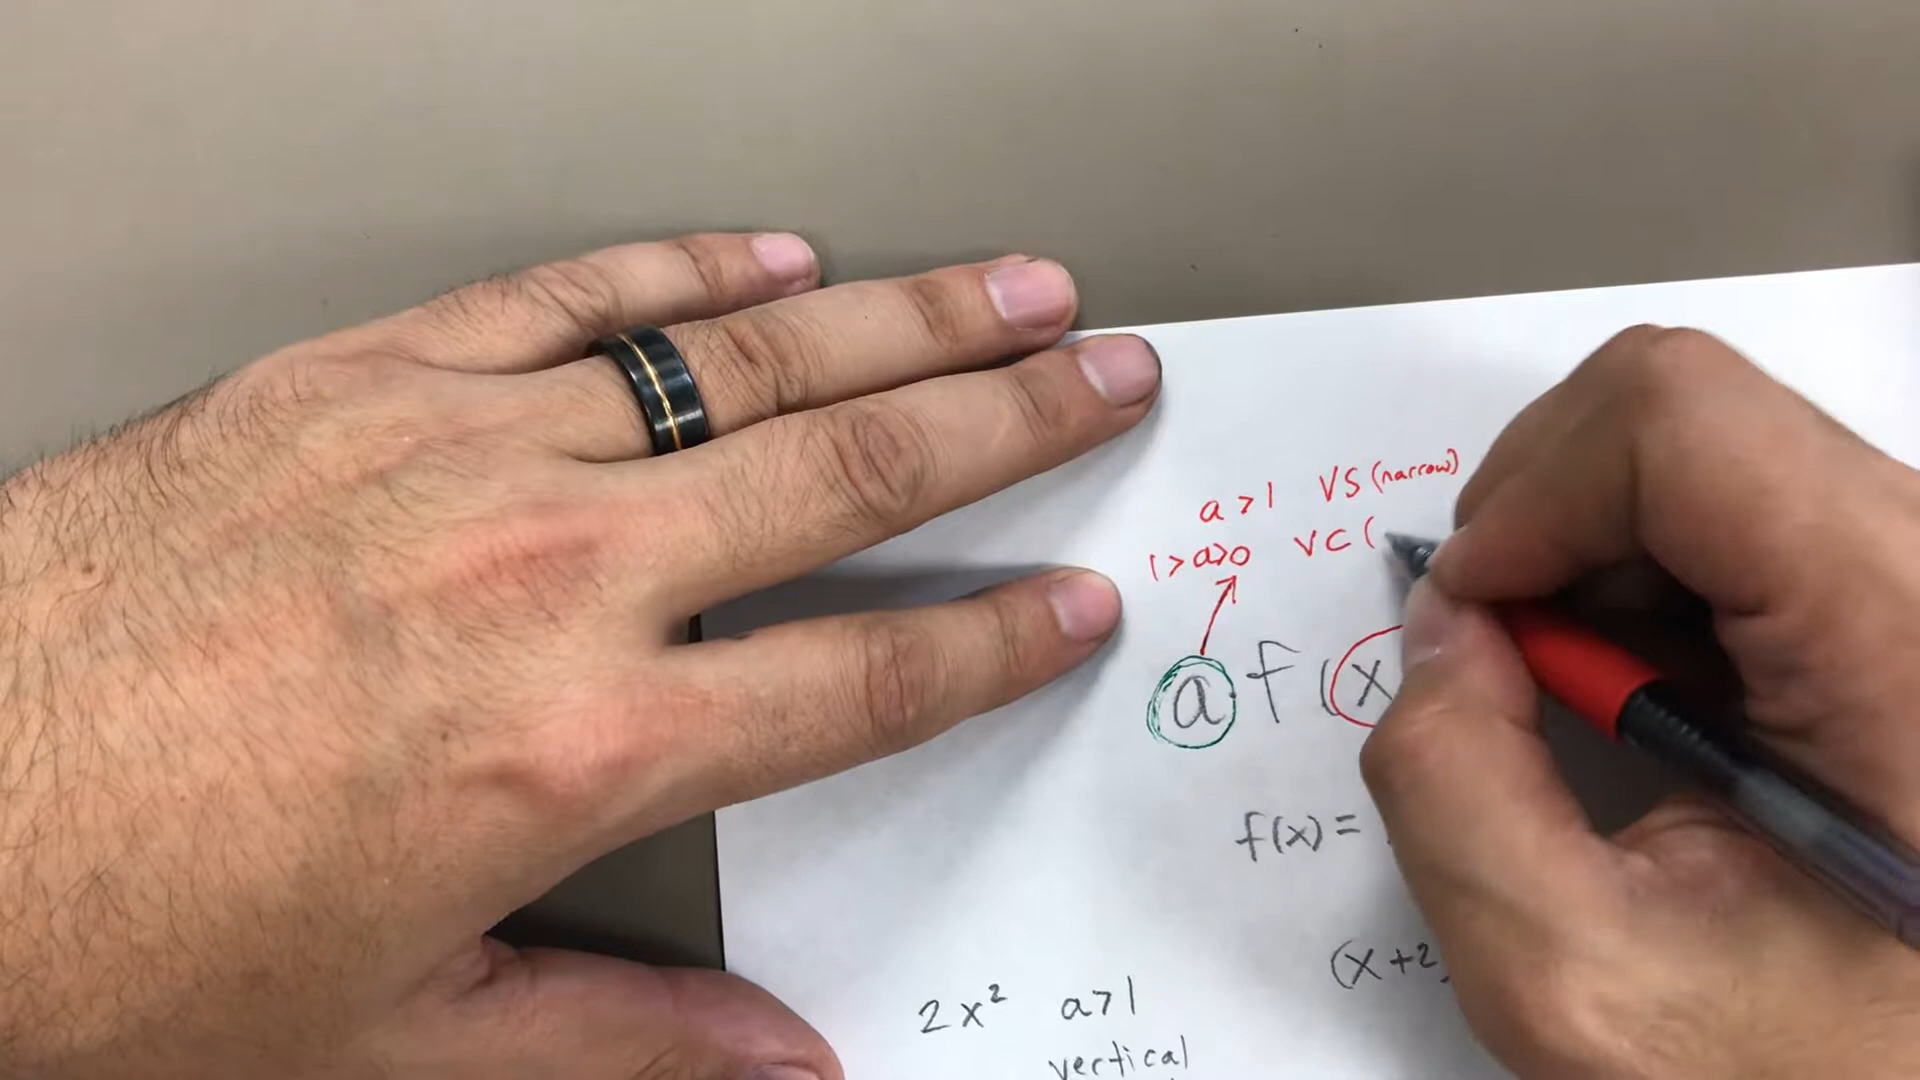 a > 1 VS (narrow)
1 > a > 0 VC (
a f (x
f(x) =
(x + 2
2x² a > 1
vertical